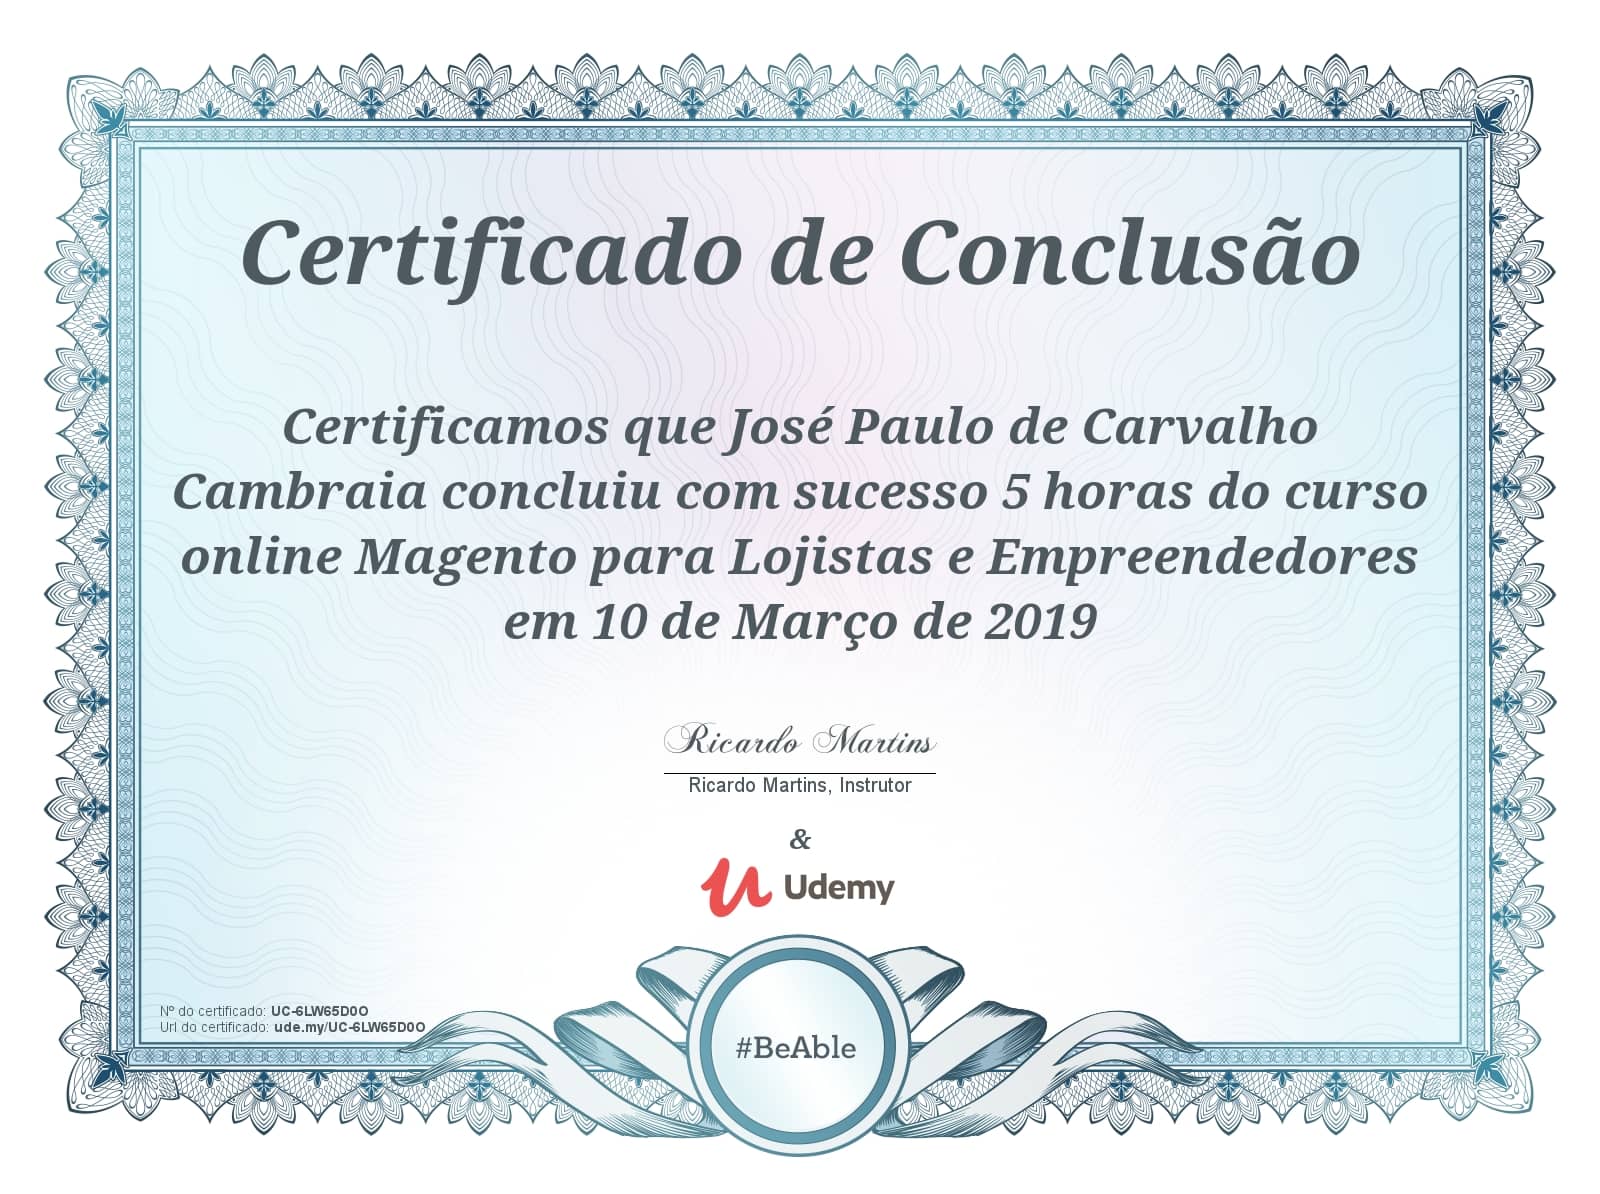 Certificado de Conclusão
Certificamos que José Paulo de Carvalho
Cambraia concluiu com sucesso 5 horas do curso
online Magento para Lojistas e Empreendedores
em 10 de Março de 2019
Ricardo Martins
Ricardo Martins, Instrutor
&
Udemy
Nº do certificado: UC-6LW65D0O
Url do certificado: ude.my/UC-6LW65D0O
#BeAble